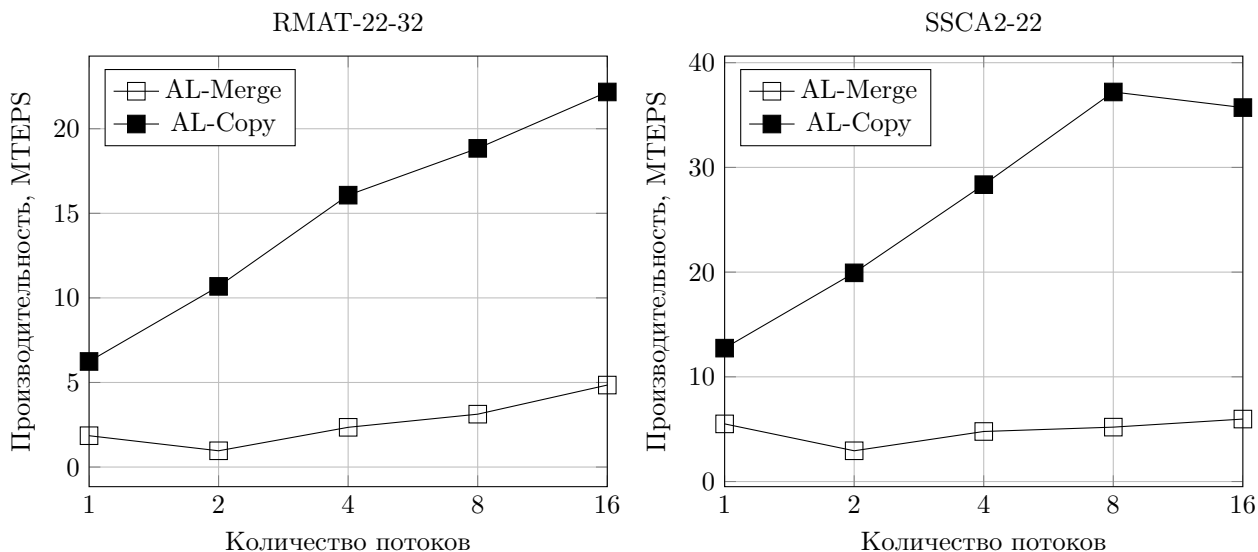 RMAT-22-32
AL-Merge
AL-Copy
Производительность, MTEPS
20
15
10
5
0
1 2 4 8 16
Количество потоков
SSCA2-22
AL-Merge
AL-Copy
Производительность, MTEPS
40
30
20
10
0
1 2 4 8 16
Количество потоков